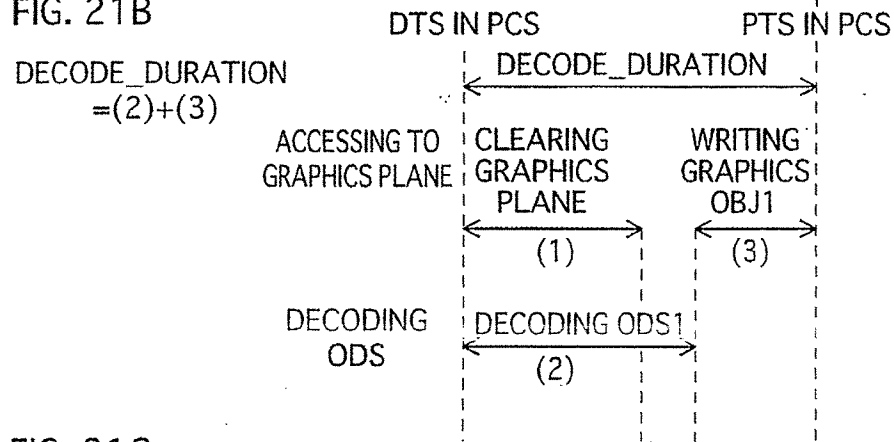 FIG. 21B
DTS IN PCS
PTS IN PCS
DECODE_DURATION
=(2)+(3)
DECODE_DURATION
ACCESSING TO
GRAPHICS PLANE
CLEARING
GRAPHICS
PLANE
WRITING
GRAPHICS
OBJ1
(1)
(3)
DECODING
ODS
DECODING ODS1
(2)